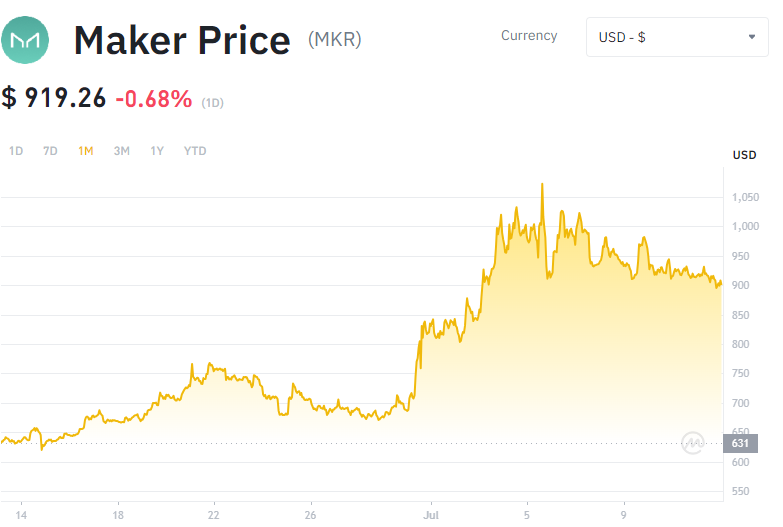 Maker Price (MKR)
Currency
USD - $
$ 919.26 -0.68% (1D)
1D 7D 1M 3M 1Y YTD
USD
1,050
1,000
950
900
850
800
750
700
650
631
600
550
14 18 22 26 Jul 5 9